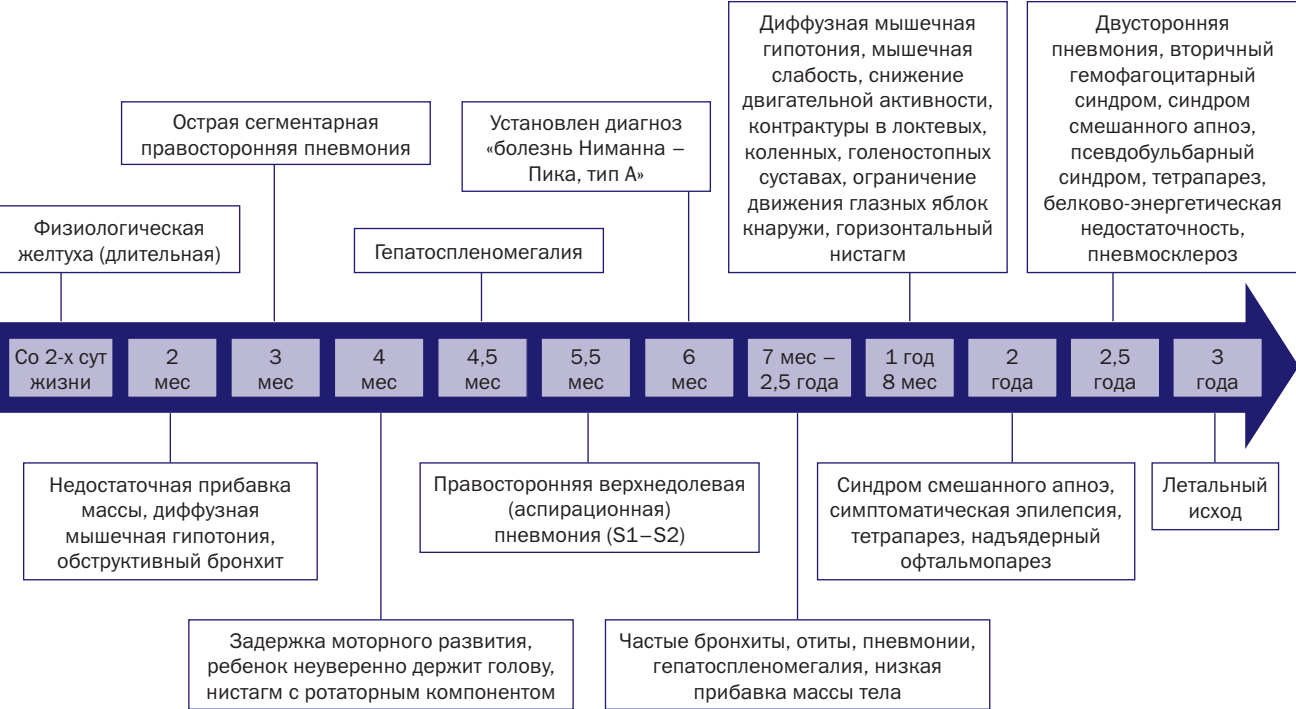 Диффузная мышечная
гипотония, мышечная
слабость, снижение
двигательной активности,
контрактуры в локтевых,
коленных, голеностопных
суставах, ограничение
движения глазных яблок
кнаружи, горизонтальный
нистагм
Двусторонняя
пневмония, вторичный
гемофагоцитарный
синдром, синдром
смешанного апноэ,
псевдобульбарный
синдром, тетрапарез,
белково-энергетическая
недостаточность,
пневмосклероз
Острая сегментарная
правосторонняя пневмония
Установлен диагноз
«болезнь Ниманна –
Пика, тип А»
Физиологическая
желтуха (длительная)
Гепатоспленомегалия
Со 2-х сут
жизни
2
мес
3
мес
4
мес
4,5
мес
5,5
мес
6
мес
7 мес –
2,5 года
1 год
8 мес
2
года
2,5
года
3
года
Недостаточная прибавка
массы, диффузная
мышечная гипотония,
обструктивный бронхит
Правосторонняя верхнедолевая
(аспирационная)
пневмония (S1–S2)
Синдром смешанного апноэ,
симптоматическая эпилепсия,
тетрапарез, надъядерный
офтальмопарез
Летальный
исход
Задержка моторного развития,
ребенок неуверенно держит голову,
нистагм с ротаторным компонентом
Частые бронхиты, отиты, пневмонии,
гепатоспленомегалия, низкая
прибавка массы тела